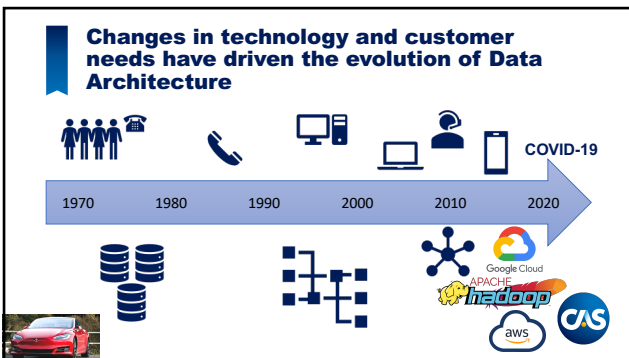 Changes in technology and customer
needs have driven the evolution of Data
Architecture
COVID-19
1970 1980 1990 2000 2010 2020
Google Cloud
APACHE
hadoop
aws
CAS